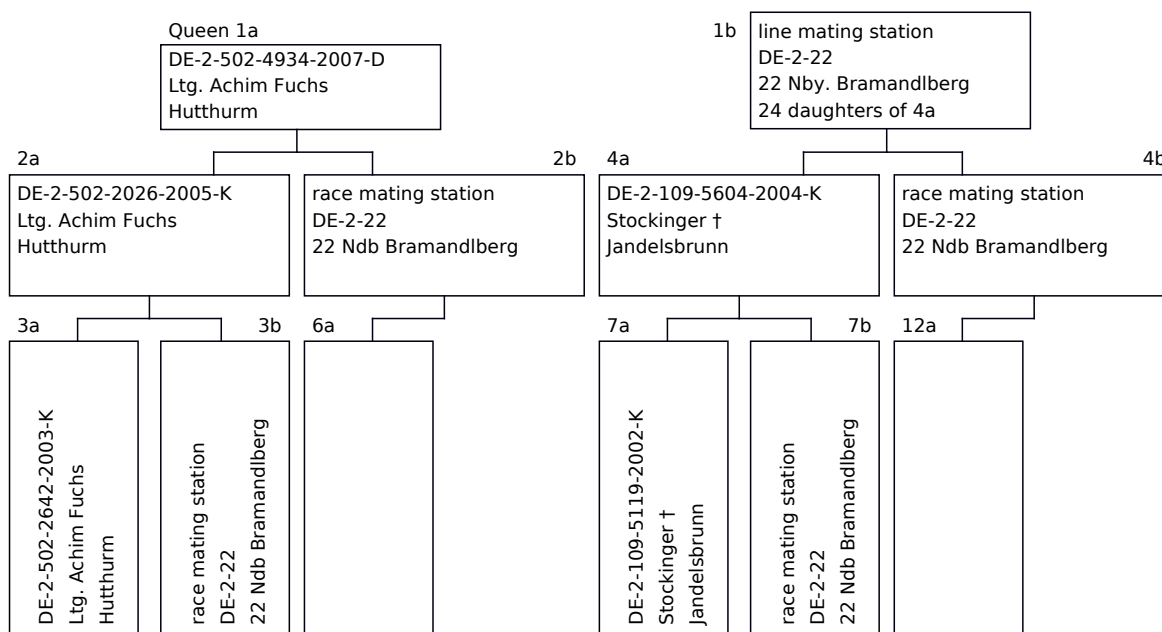 Queen 1a
DE-2-502-4934-2007-D
Ltg. Achim Fuchs
Hutthurm
1b
line mating station
DE-2-22
22 Nby. Bramandlberg
24 daughters of 4a
2a
DE-2-502-2026-2005-K
Ltg. Achim Fuchs
Hutthurm
2b
race mating station
DE-2-22
22 Ndb Bramandlberg
4a
DE-2-109-5604-2004-K
Stockinger †
Jandelsbrunn
4b
race mating station
DE-2-22
22 Ndb Bramandlberg
3a
DE-2-502-2642-2003-K
Ltg. Achim Fuchs
Hutthurm
3b
race mating station
DE-2-22
22 Ndb Bramandlberg
6a
7a
DE-2-109-5119-2002-K
Stockinger †
Jandelsbrunn
7b
race mating station
DE-2-22
22 Ndb Bramandlberg
12a